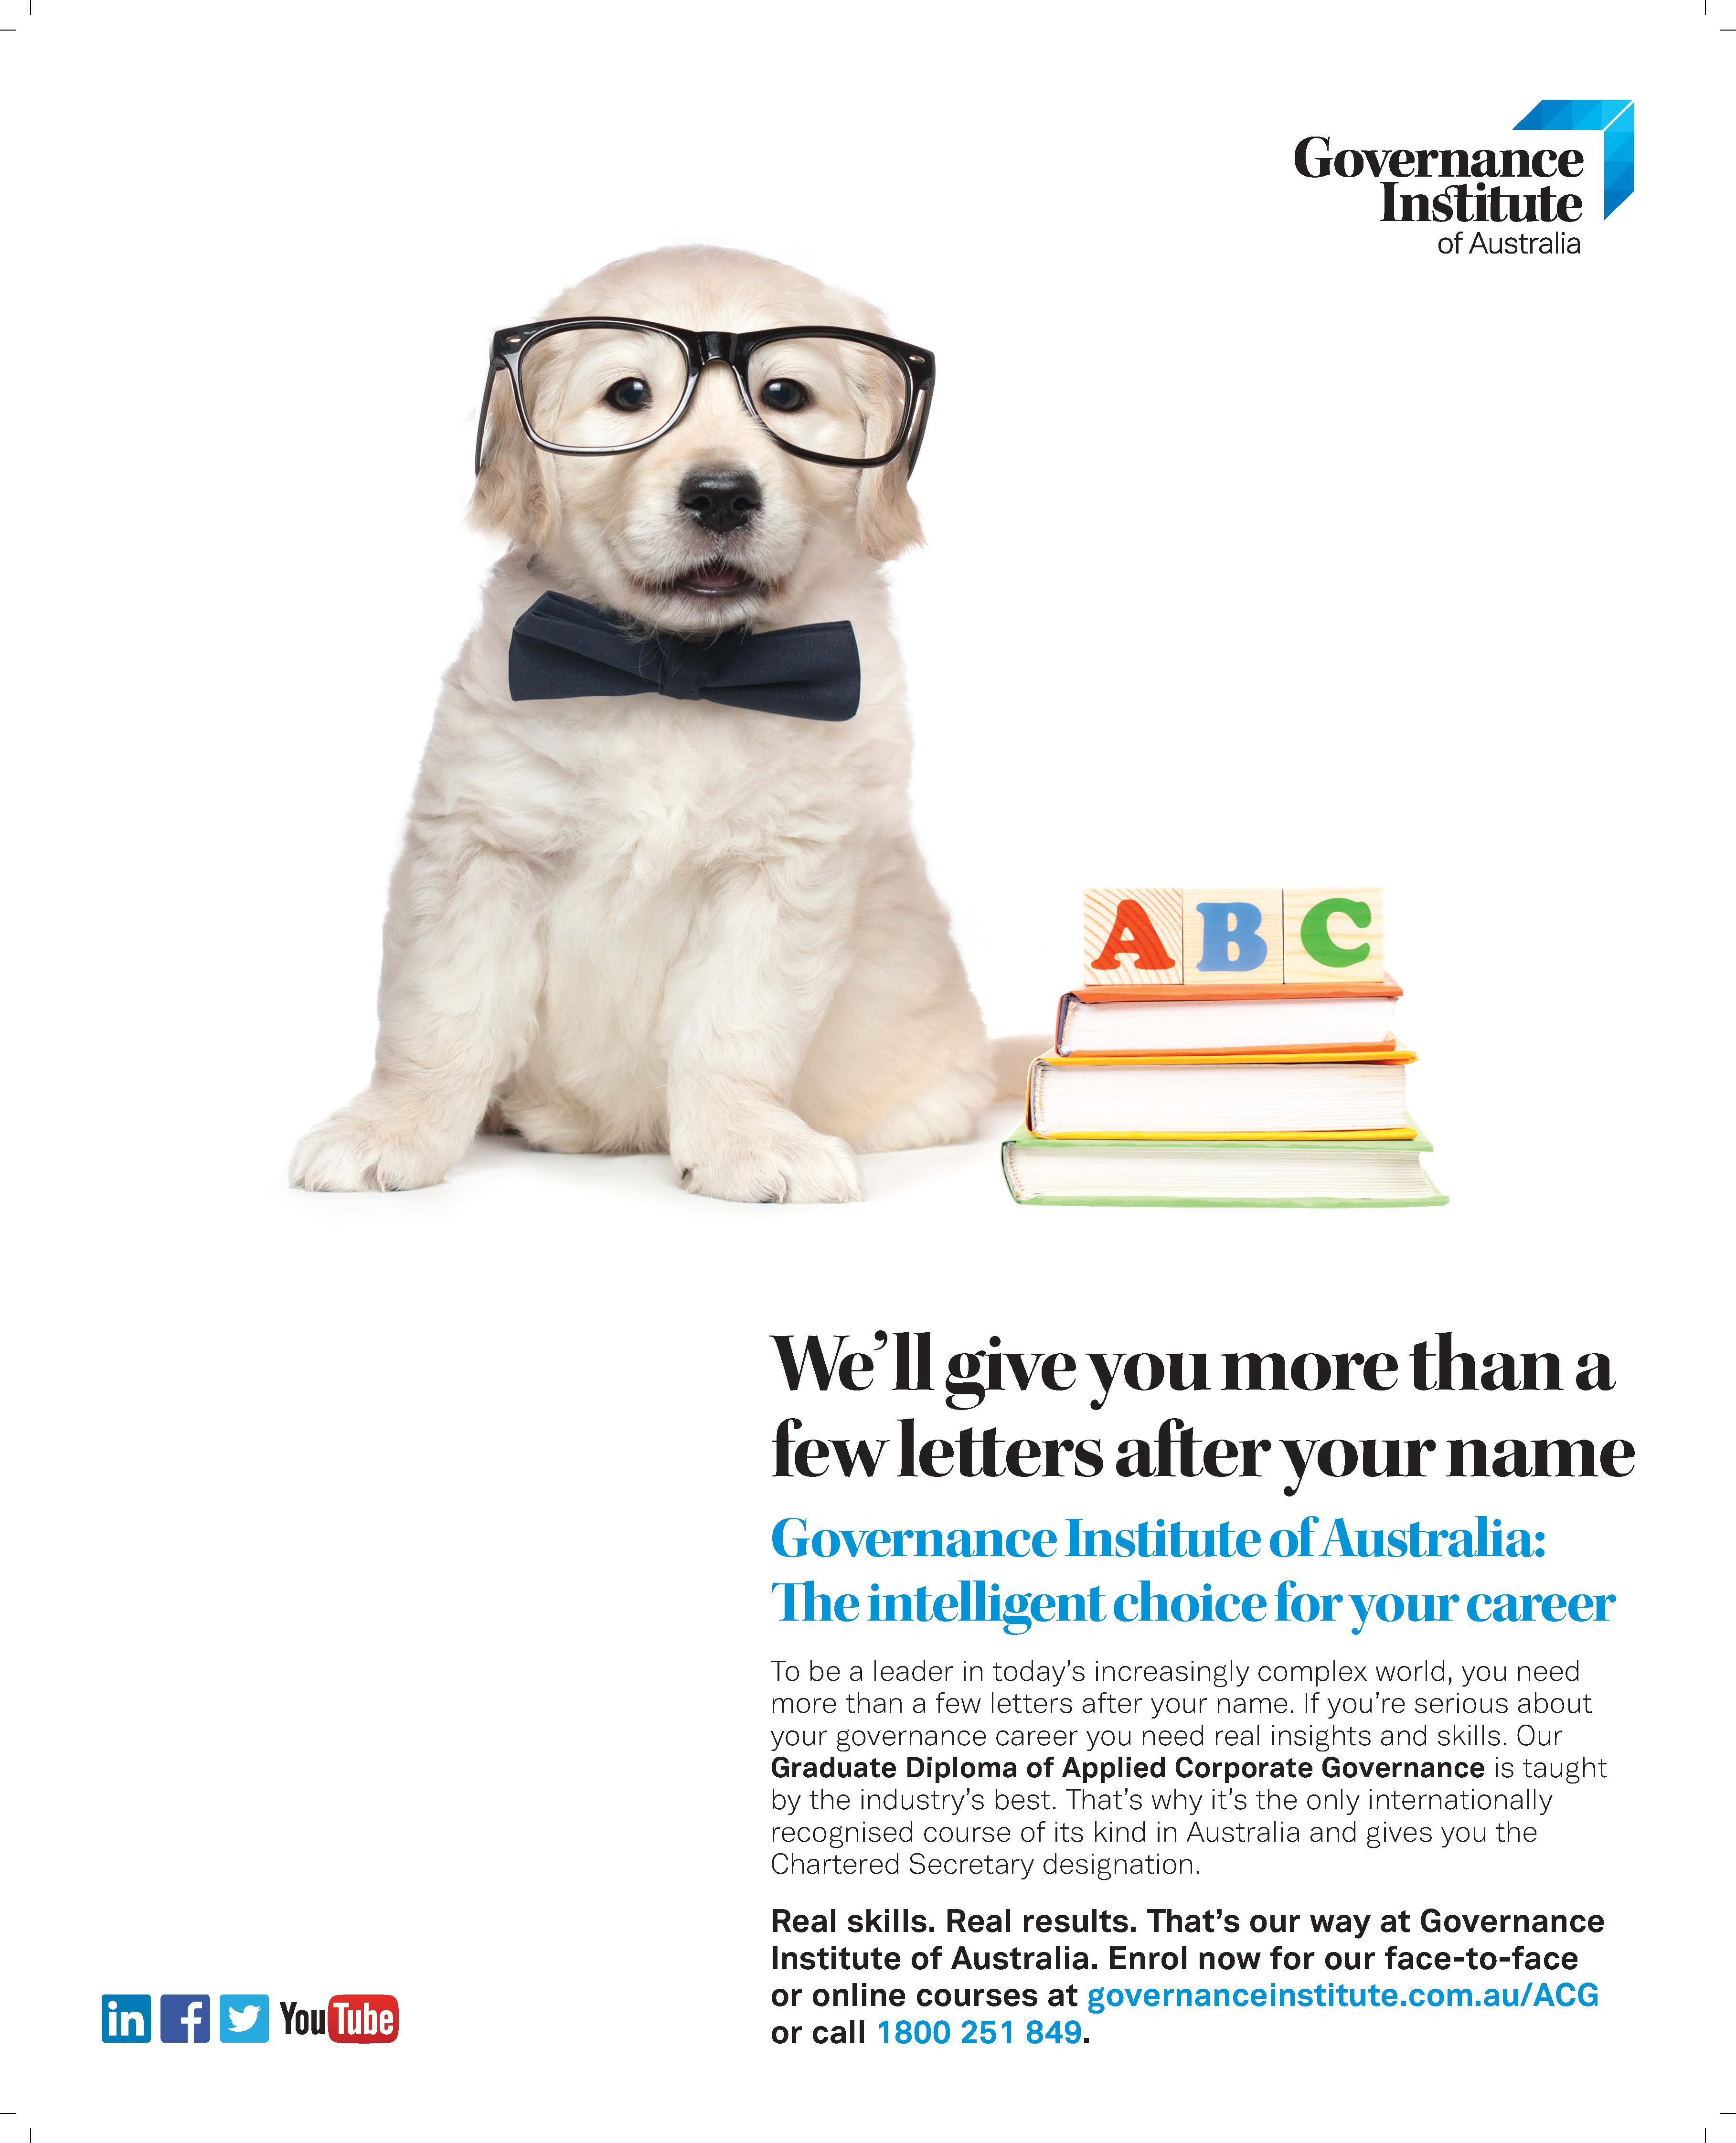 Governance
Institute
of Australia
A B C
We'll give you more than a
few letters after your name
Governance Institute of Australia:
The intelligent choice for your career
To be a leader in today's increasingly complex world, you need
more than a few letters after your name. If you're serious about
your governance career you need real insights and skills. Our
Graduate Diploma of Applied Corporate Governance is taught
by the industry's best. That's why it's the only internationally
recognised course of its kind in Australia and gives you the
Chartered Secretary designation.
Real skills. Real results. That's our way at Governance
Institute of Australia. Enrol now for our face-to-face
or online courses at governanceinstitute.com.au/ACG
or call 1800 251 849.
in f YouTube